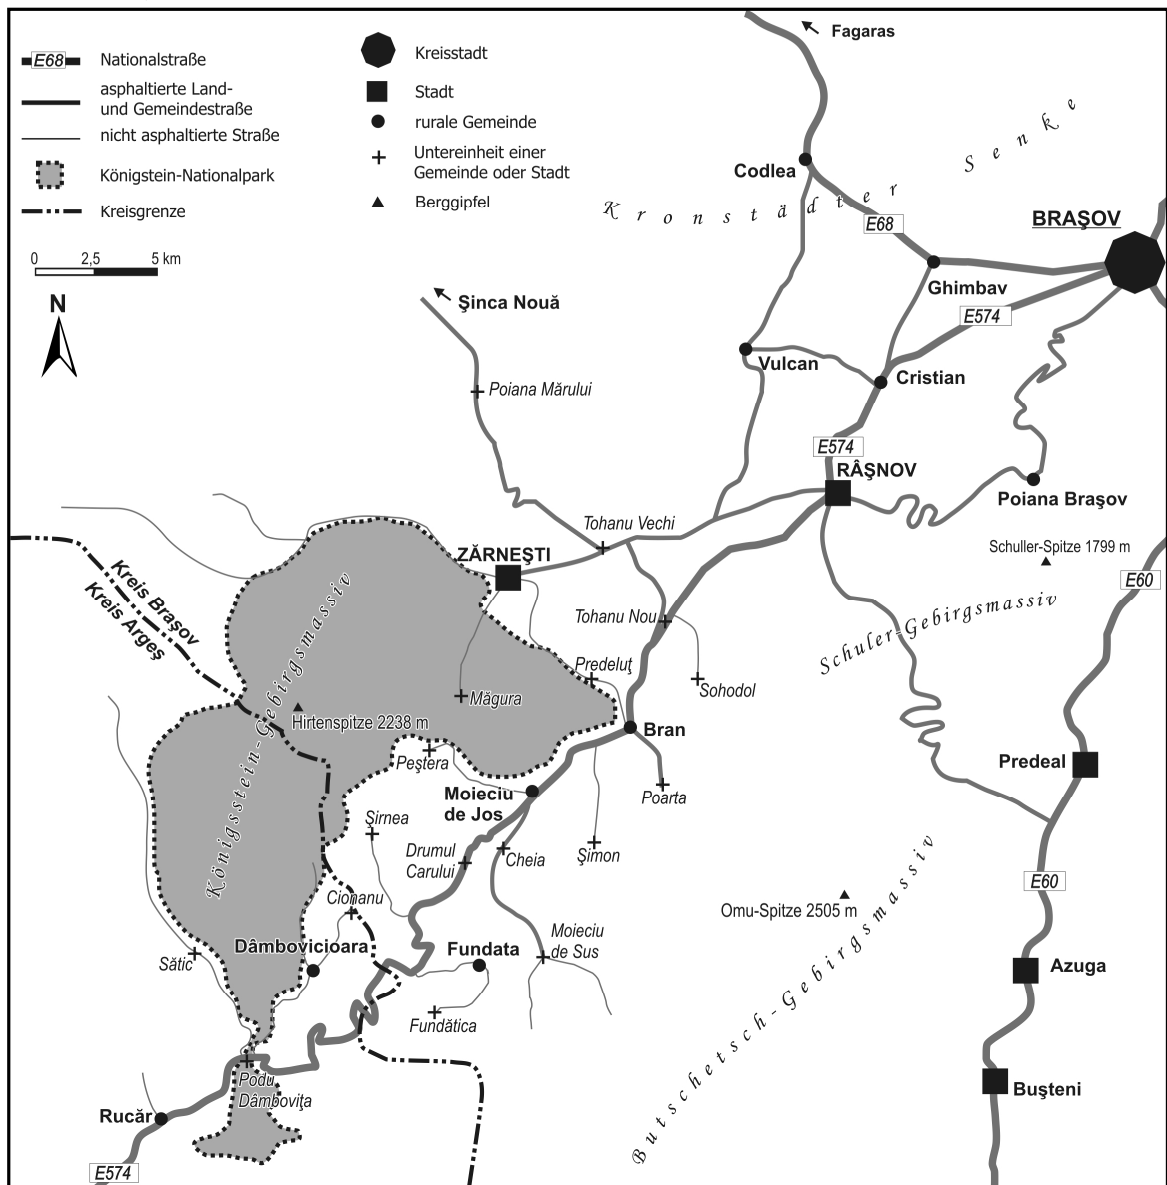 E68
Nationalstraße
asphaltierte Land-
und Gemeindestraße
nicht asphaltierte Straße
Königstein-Nationalpark
Kreisgrenze
Kreisstadt
Stadt
rurale Gemeinde
Untereinheit einer
Gemeinde oder Stadt
Berggipfel
0 2,5 5 km
N
Fagaras
Codlea
Kronstädter Senke
E68
BRAŞOV
Ghimbav
E574
Şinca Nouă
Vulcan
Cristian
Poiana Mărului
E574
RÂŞNOV
Poiana Braşov
Tohanu Vechi
ZĂRNEŞTI
Schuller-Spitze 1799 m
E60
Kreis Braşov
Kreis Argeş
Tohanu Nou
Schuler-Gebirgsmassiv
Predeluţ
Sohodol
Măgura
Hirtenspitze 2238 m
Königsstein-Gebirgsmassiv
Bran
Peştera
Predeal
Moieciu
de Jos
Poarta
Şirnea
Drumul
Carului
Cheia
Şimon
E60
Cionanu
Omu-Spitze 2505 m
Dâmbovicioara
Fundata
Moieciu
de Sus
Sătic
Azuga
Fundătica
Butschetsch-Gebirgsmassiv
Podu
Dâmboviţa
Buşteni
Rucăr
E574